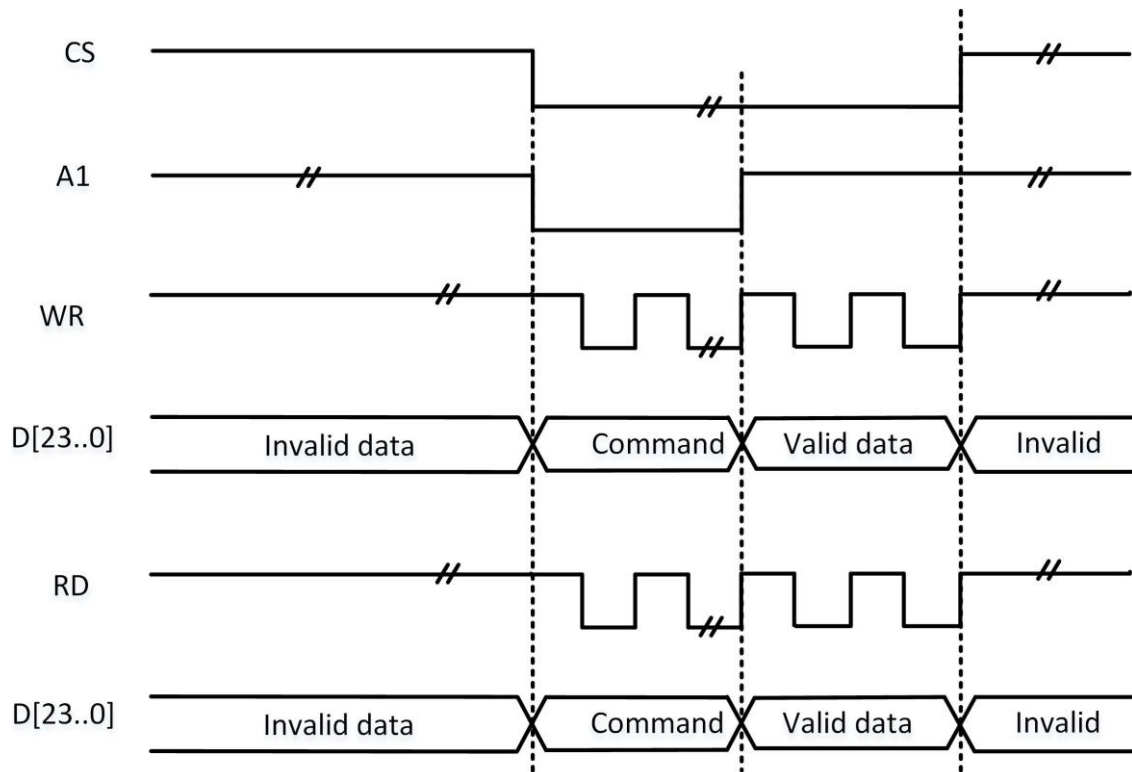 CS
A1
WR
D[23..0] Invalid data Command Valid data Invalid
RD
D[23..0] Invalid data Command Valid data Invalid